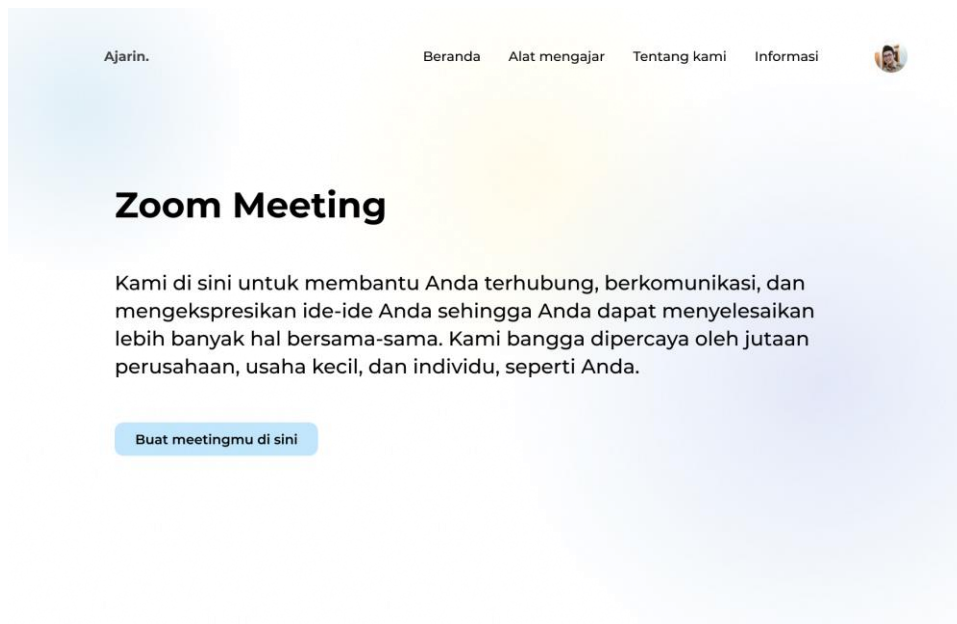 Ajarin.
Beranda Alat mengajar Tentang kami Informasi
Zoom Meeting
Kami di sini untuk membantu Anda terhubung, berkomunikasi, dan
mengekspresikan ide-ide Anda sehingga Anda dapat menyelesaikan
lebih banyak hal bersama-sama. Kami bangga dipercaya oleh jutaan
perusahaan, usaha kecil, dan individu, seperti Anda.
Buat meetingmu di sini